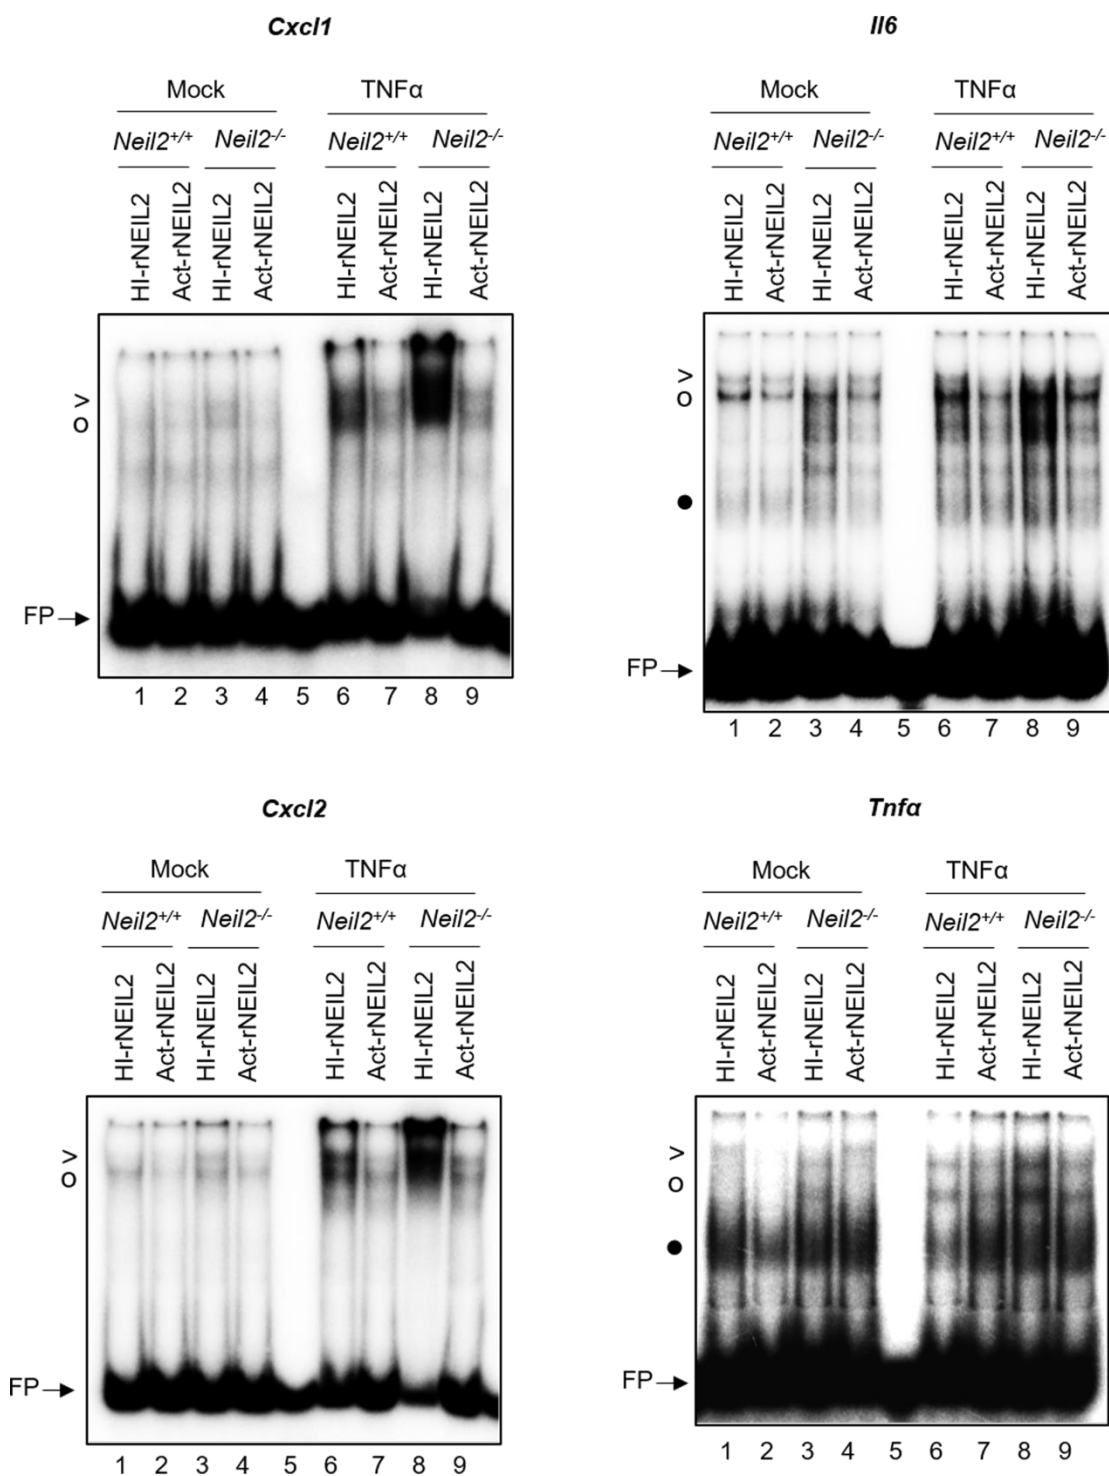 Cxcl1
Mock TNFα
Neil2+/+ Neil2-/- Neil2+/+ Neil2-/-
HI-rNEIL2 Act-rNEIL2 HI-rNEIL2 Act-rNEIL2 HI-rNEIL2 Act-rNEIL2 HI-rNEIL2 Act-rNEIL2
>
o
FP→
1 2 3 4 5 6 7 8 9
Il6
Mock TNFα
Neil2+/+ Neil2-/- Neil2+/+ Neil2-/-
HI-rNEIL2 Act-rNEIL2 HI-rNEIL2 Act-rNEIL2 HI-rNEIL2 Act-rNEIL2 HI-rNEIL2 Act-rNEIL2
>
o
●
FP→
1 2 3 4 5 6 7 8 9
Cxcl2
Mock TNFα
Neil2+/+ Neil2-/- Neil2+/+ Neil2-/-
HI-rNEIL2 Act-rNEIL2 HI-rNEIL2 Act-rNEIL2 HI-rNEIL2 Act-rNEIL2 HI-rNEIL2 Act-rNEIL2
>
o
FP→
1 2 3 4 5 6 7 8 9
Tnfα
Mock TNFα
Neil2+/+ Neil2-/- Neil2+/+ Neil2-/-
HI-rNEIL2 Act-rNEIL2 HI-rNEIL2 Act-rNEIL2 HI-rNEIL2 Act-rNEIL2 HI-rNEIL2 Act-rNEIL2
>
o
●
FP→
1 2 3 4 5 6 7 8 9